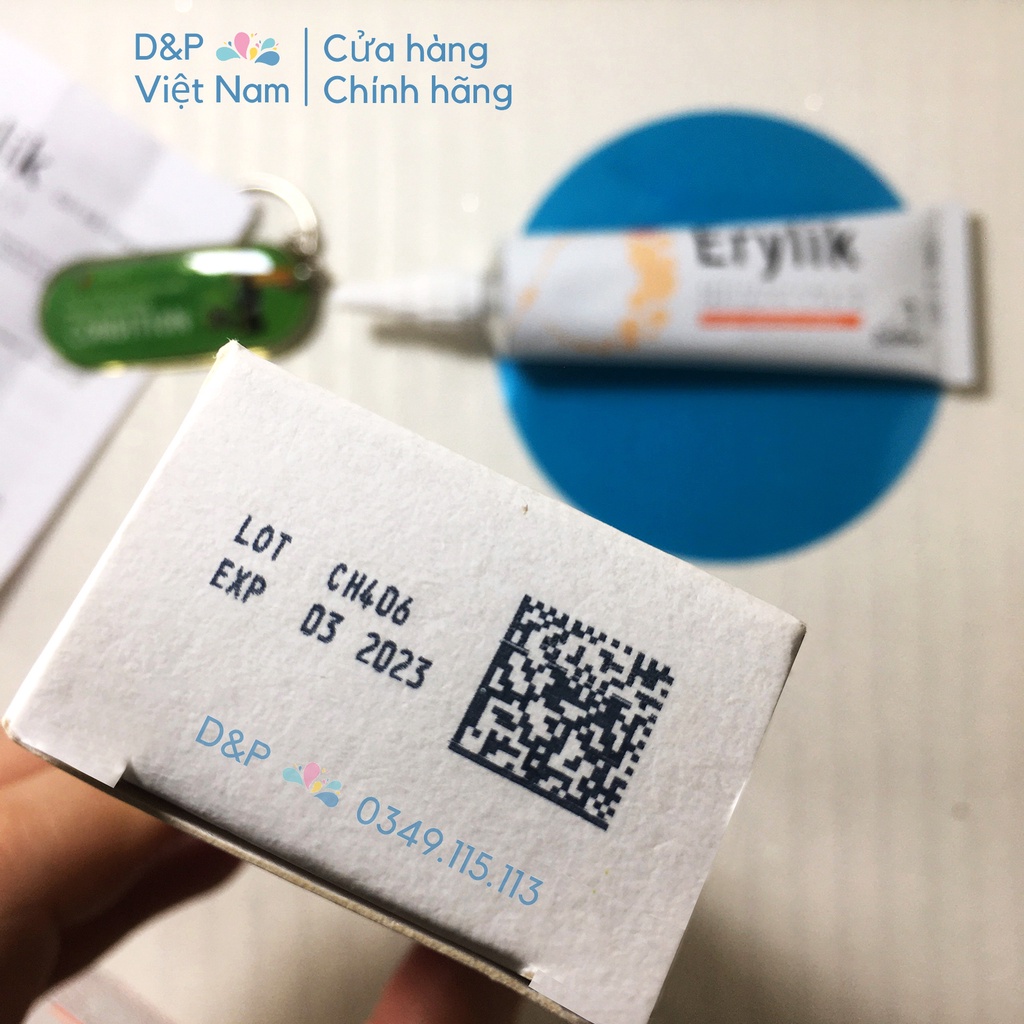 D&P
Việt Nam
Cửa hàng
Chính hãng
Erylik
LOT CH406
EXP 03 2023
D&P 0349.115.113